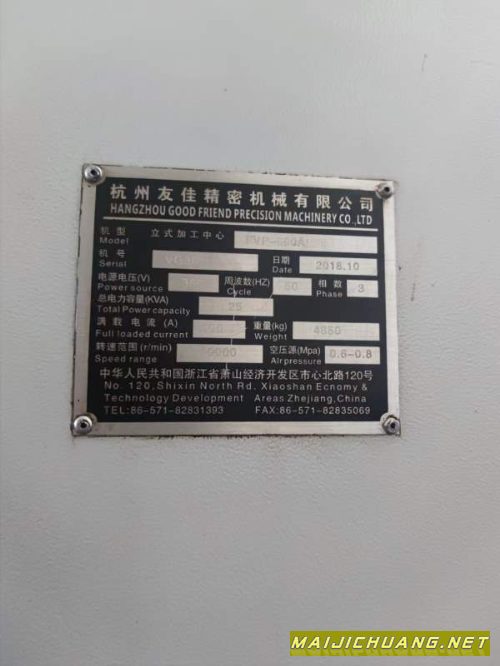 杭州友佳精密机械有限公司
HANGZHOU GOOD FRIEND PRECISION MACHINERY CO.,LTD
机型 立式加工中心
Model
机号 日期
Serial Date 2018.10
电源电压(V) 周波数(HZ) 50 相数 3
Power source Cycle Phase
总电力容量(KVA) 25
Total Power capacity
满载电流(A) 重量(kg)
Full loaded current Weight
转速范围(r/min) 空压源(Mpa) 0.6-0.8
Speed range Air pressure
中华人民共和国浙江省萧山经济开发区市心北路120号
No. 120,Shixin North Rd. Xiaoshan Ecnomy &
Technology Development Areas Zhejiang,China
TEL:86-571-82831393 FAX:86-571-82835069
MAIJICHUANG.NET